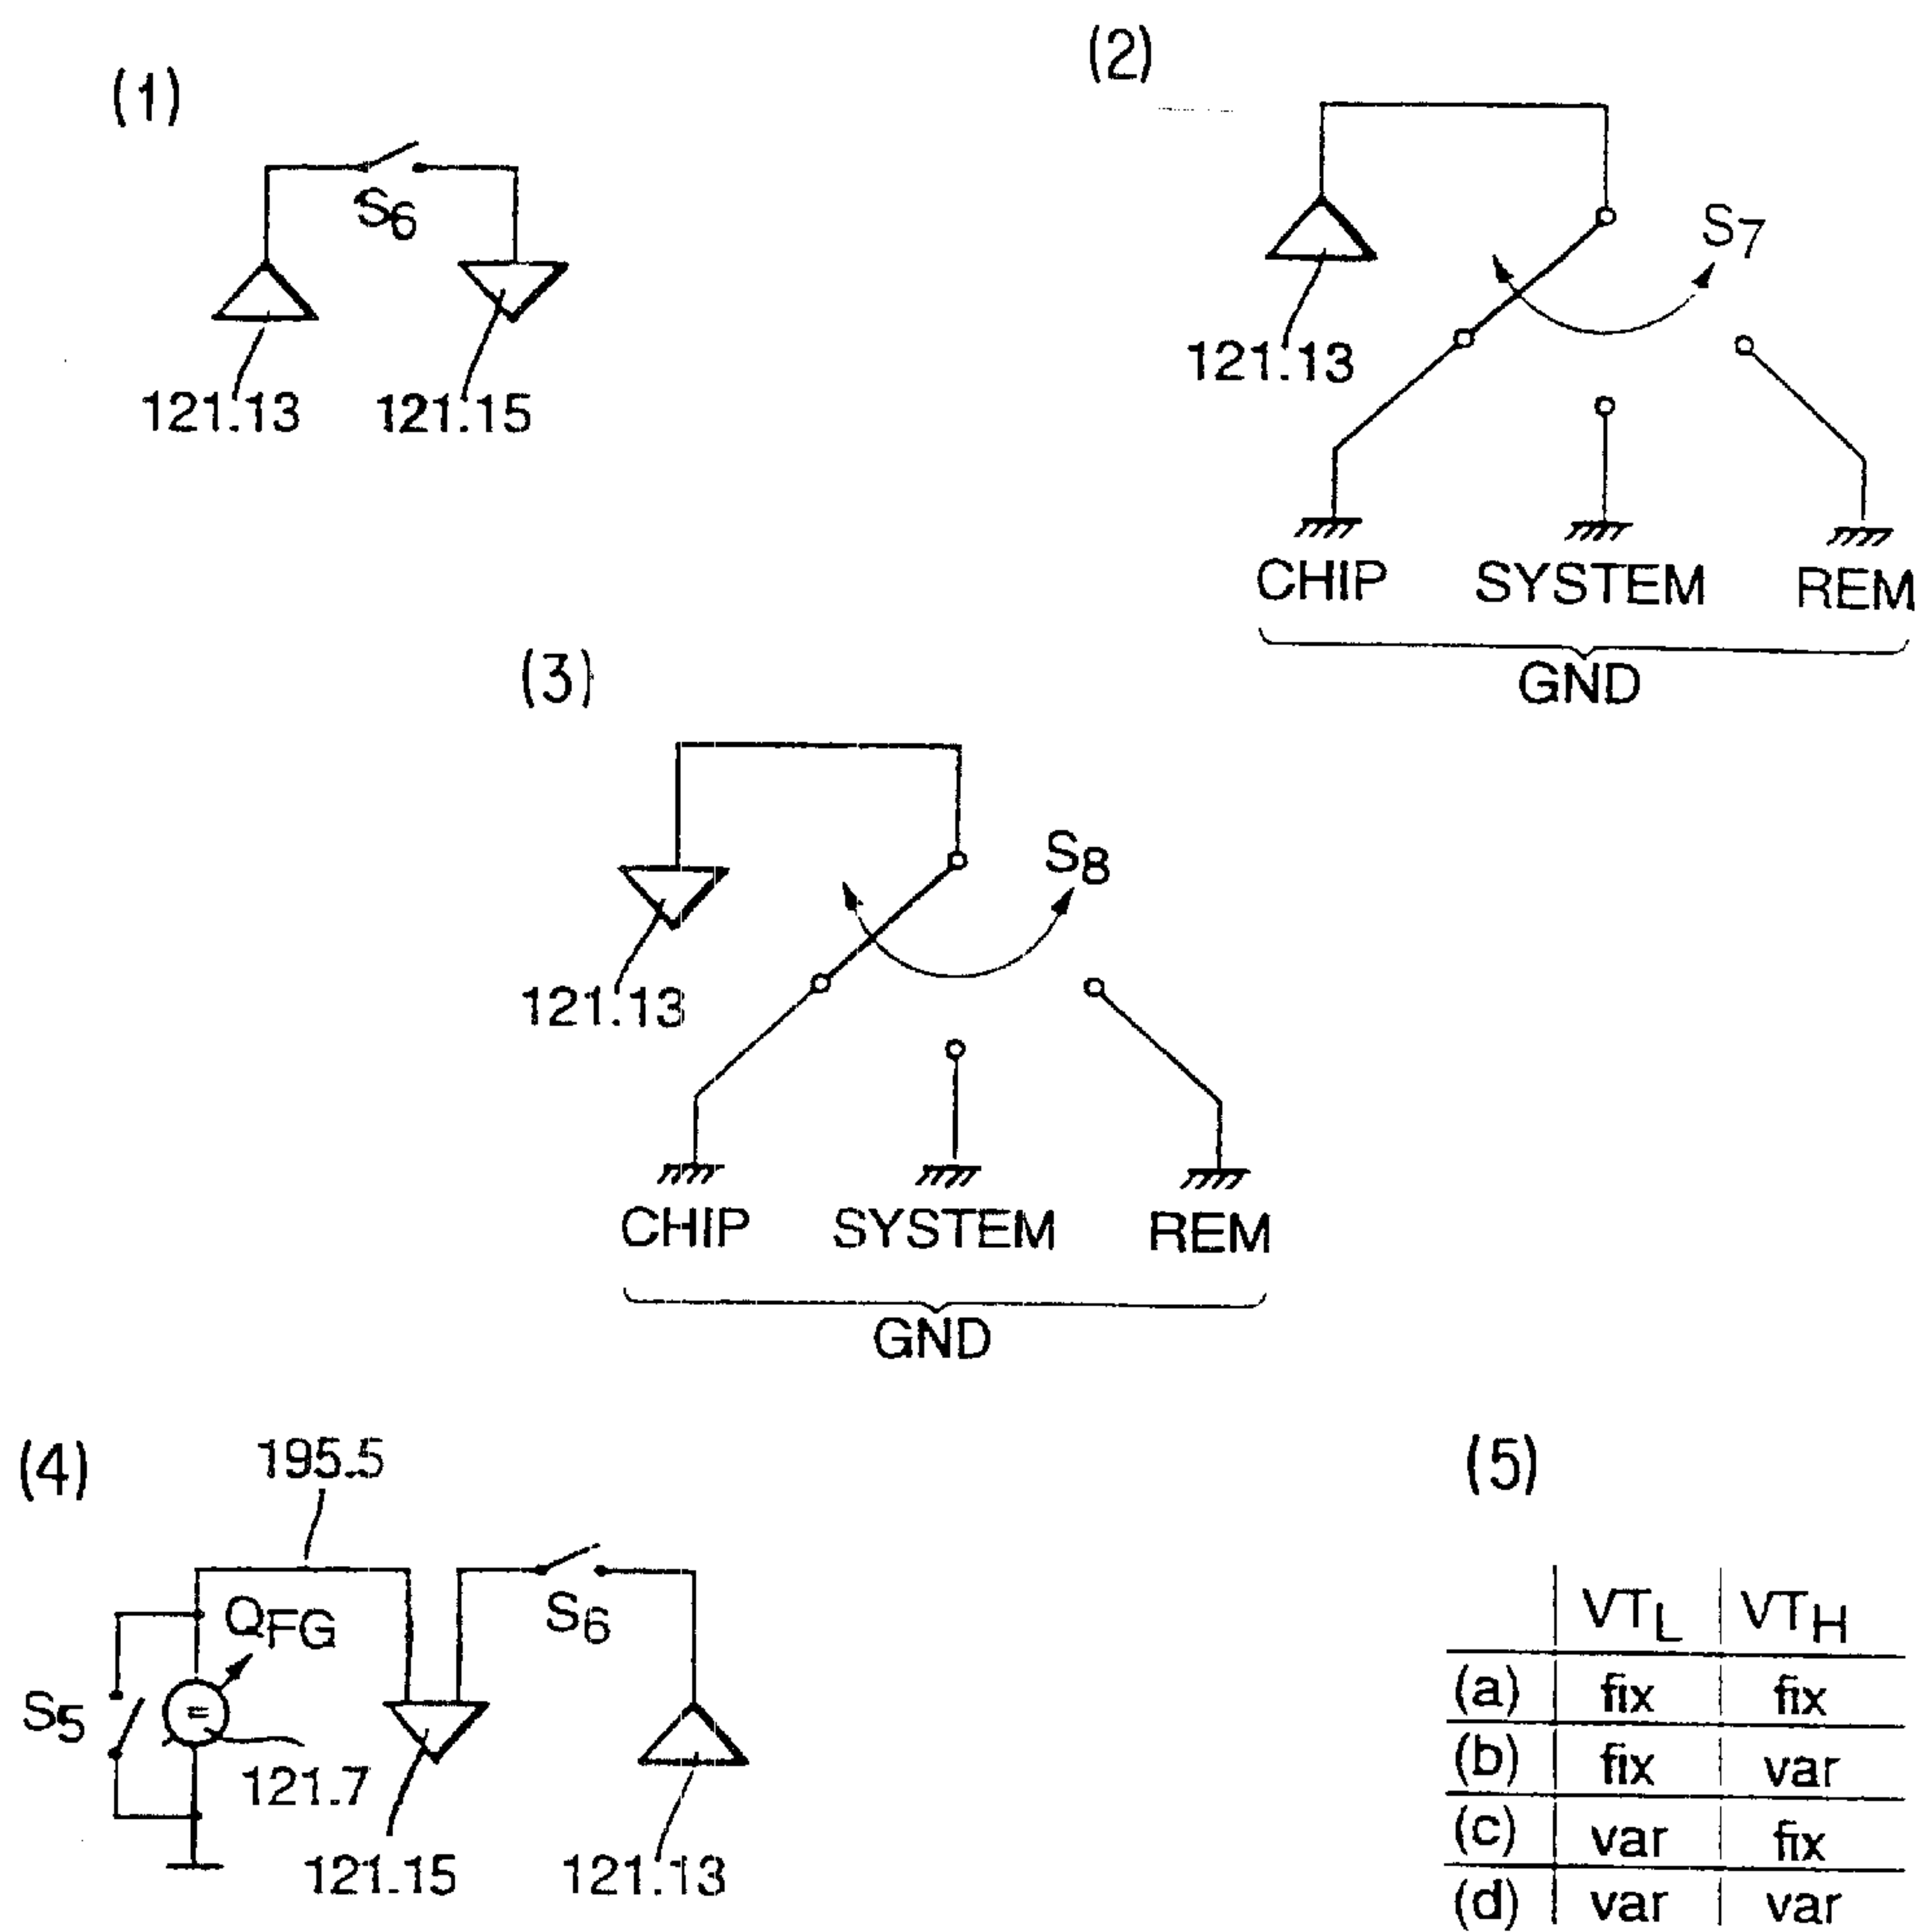 (1)
S6
121.13 121.15
(2)
S7
121.13
CHIP SYSTEM REM
GND
(3)
S8
121.13
CHIP SYSTEM REM
GND
(4)
195.5
QFG
S6
S5
=
121.7
121.15 121.13
(5)
VTL VTH
(a) fix fix
(b) fix var
(c) var fix
(d) var var